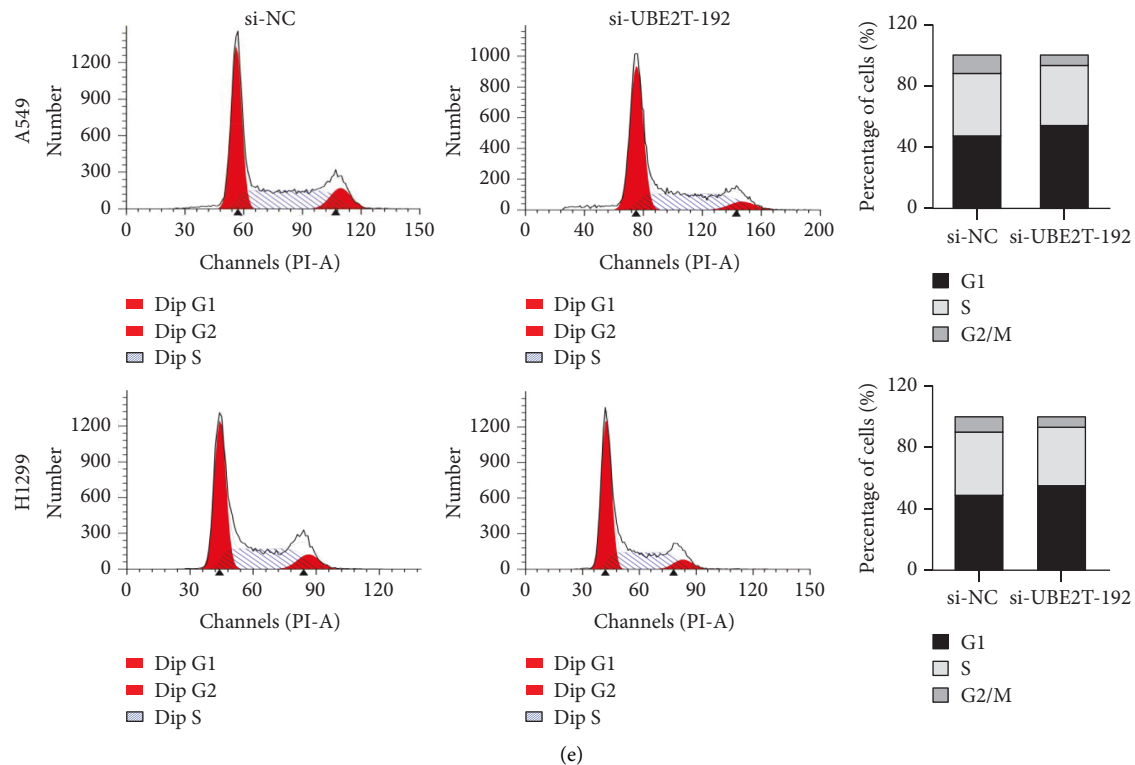 si-NC
si-UBE2T-192
A549
Number
1200
900
600
300
0
0 30 60 90 120 150
Channels (PI-A)
Dip G1
Dip G2
Dip S
Number
1000
800
600
400
200
0
0 40 80 120 160 200
Channels (PI-A)
Dip G1
Dip G2
Dip S
Percentage of cells (%)
120
80
40
0
si-NC si-UBE2T-192
G1
S
G2/M
H1299
Number
1200
900
600
300
0
0 30 60 90 120
Channels (PI-A)
Dip G1
Dip G2
Dip S
Number
1200
900
600
300
0
0 30 60 90 120 150
Channels (PI-A)
Dip G1
Dip G2
Dip S
Percentage of cells (%)
120
80
40
0
si-NC si-UBE2T-192
G1
S
G2/M
(e)